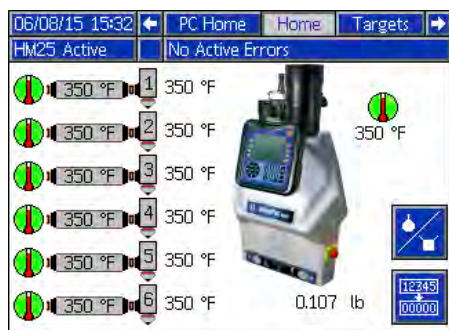 06/08/15 15:32 PC Home Home Targets
HM25 Active No Active Errors
350 °F 1 350 °F
350 °F 2 350 °F
350 °F
350 °F 3 350 °F
350 °F 4 350 °F
350 °F 5 350 °F
350 °F 6 350 °F
0.107 lb
12345
00000